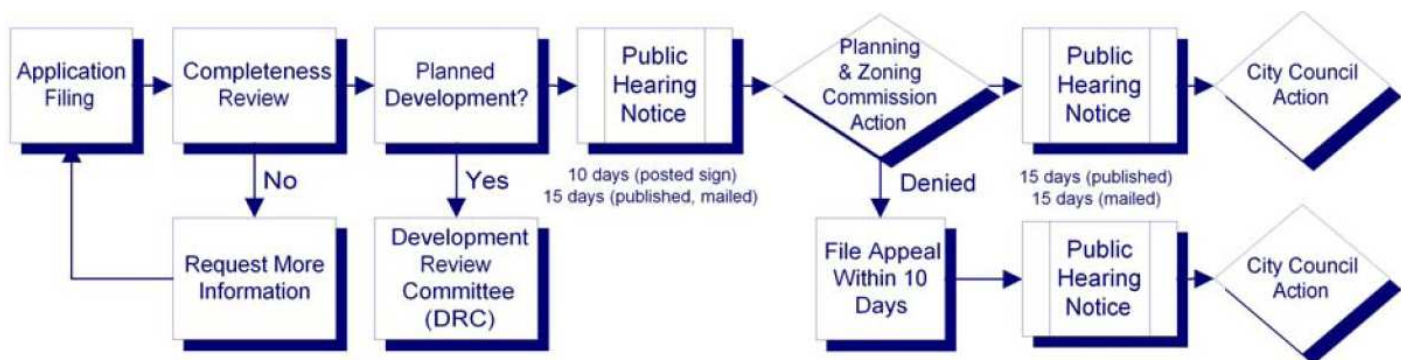 Application
Filing
Completeness
Review
Planned
Development?
Public
Hearing
Notice
Planning
& Zoning
Commission
Action
Public
Hearing
Notice
City Council
Action
No
Yes
10 days (posted sign)
15 days (published, mailed)
Denied
15 days (published)
15 days (mailed)
Request More
Information
Development
Review
Committee
(DRC)
File Appeal
Within 10
Days
Public
Hearing
Notice
City Council
Action